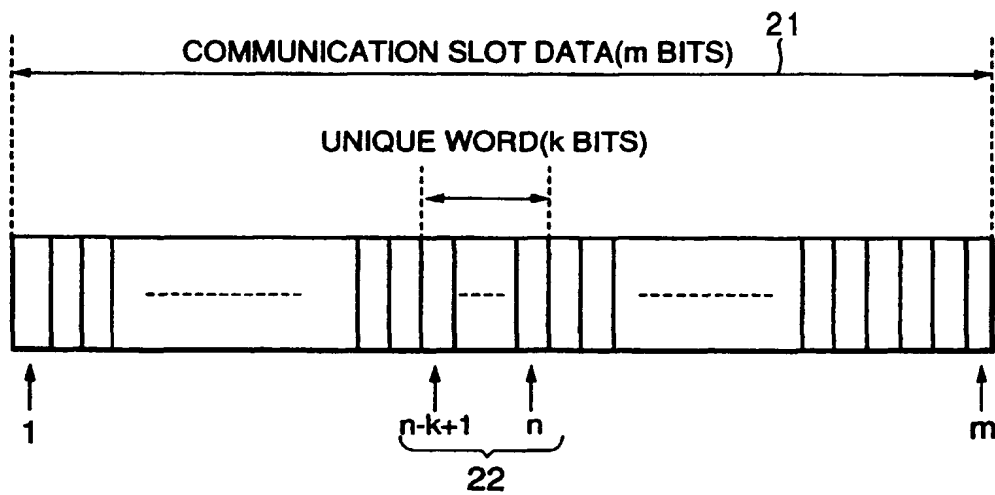 21
COMMUNICATION SLOT DATA(m BITS)
UNIQUE WORD(k BITS)
1
n-k+1
n
m
22